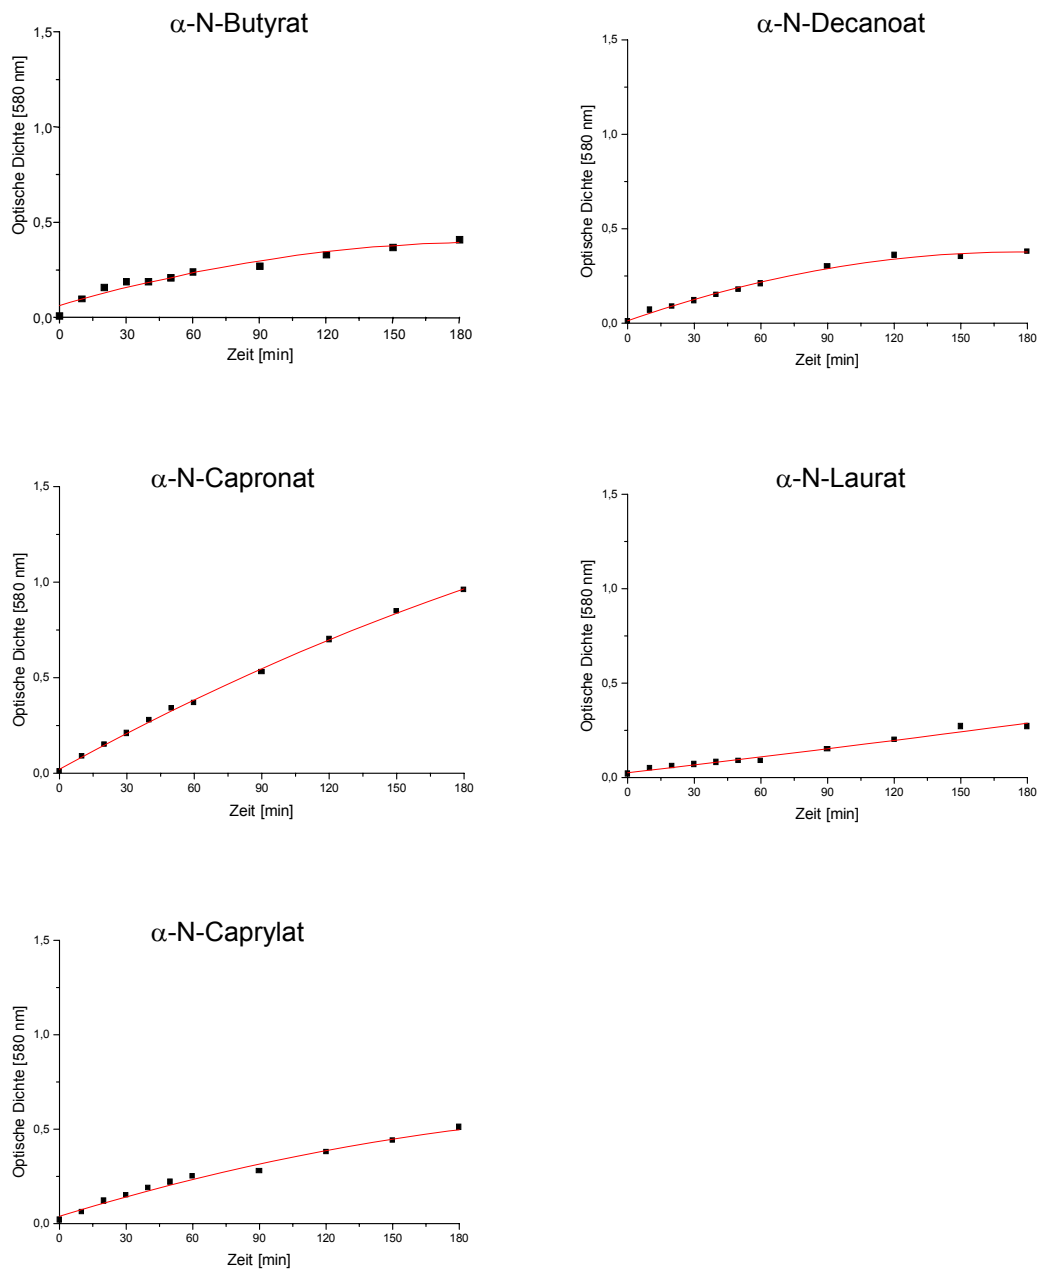 α-N-Butyrat
1,5
1,0
0,5
0,0
Optische Dichte [580 nm]
0 30 60 90 120 150 180
Zeit [min]
α-N-Decanoat
1,5
1,0
0,5
0,0
Optische Dichte [580 nm]
0 30 60 90 120 150 180
Zeit [min]
α-N-Capronat
1,5
1,0
0,5
0,0
Optische Dichte [580 nm]
0 30 60 90 120 150 180
Zeit [min]
α-N-Laurat
1,5
1,0
0,5
0,0
Optische Dichte [580 nm]
0 30 60 90 120 150 180
Zeit [min]
α-N-Caprylat
1,5
1,0
0,5
0,0
Optische Dichte [580 nm]
0 30 60 90 120 150 180
Zeit [min]